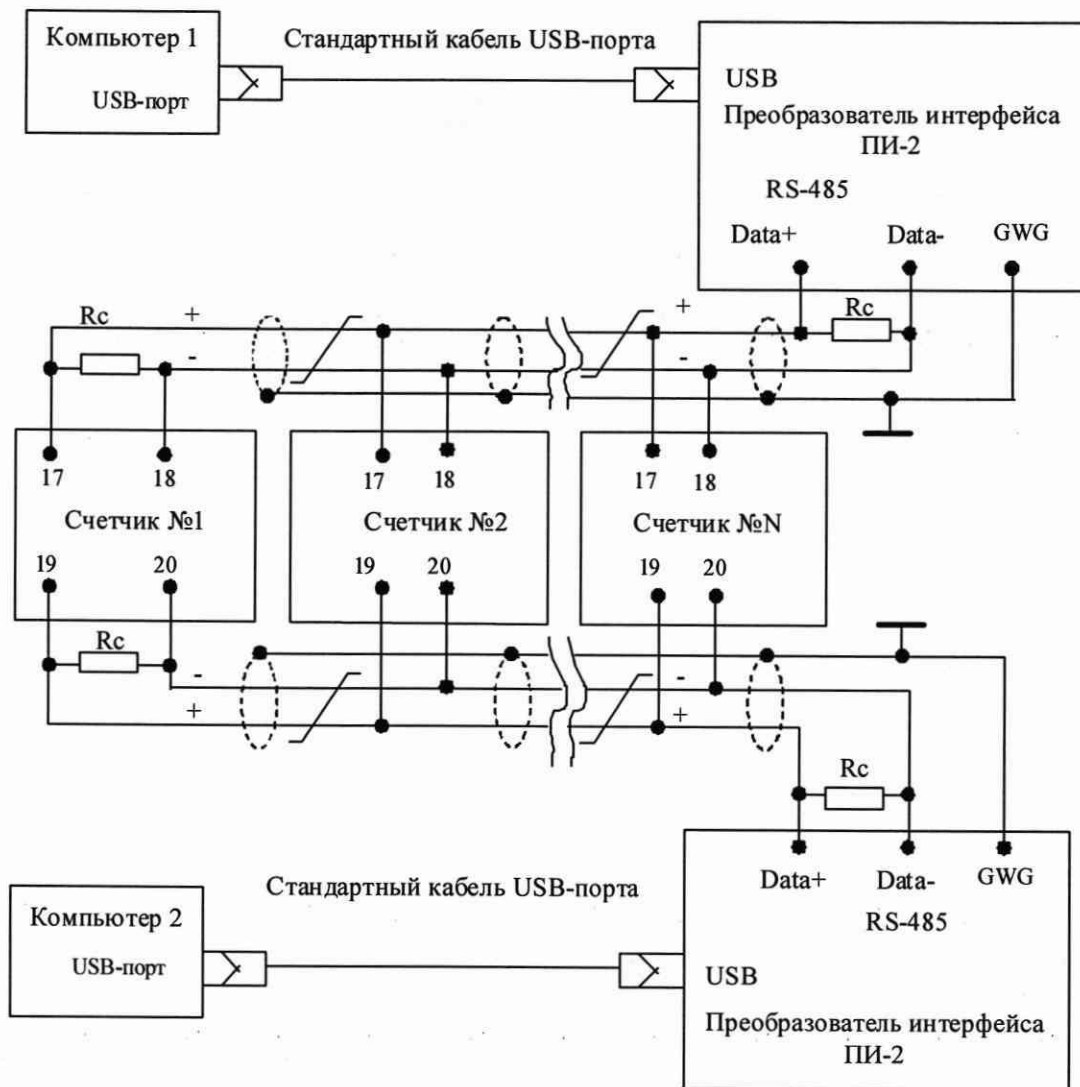 Компьютер 1
USB-порт
Стандартный кабель USB-порта
USB
Преобразователь интерфейса
ПИ-2
RS-485
Data+ Data- GWG
Rc + + Rc
- -
17 18 17 18 17 18
Счетчик №1 Счетчик №2 Счетчик №N
19 20 19 20 19 20
Rc
- -
+ +
Rc
Data+ Data- GWG
RS-485
Стандартный кабель USB-порта
Компьютер 2
USB-порт
USB
Преобразователь интерфейса
ПИ-2